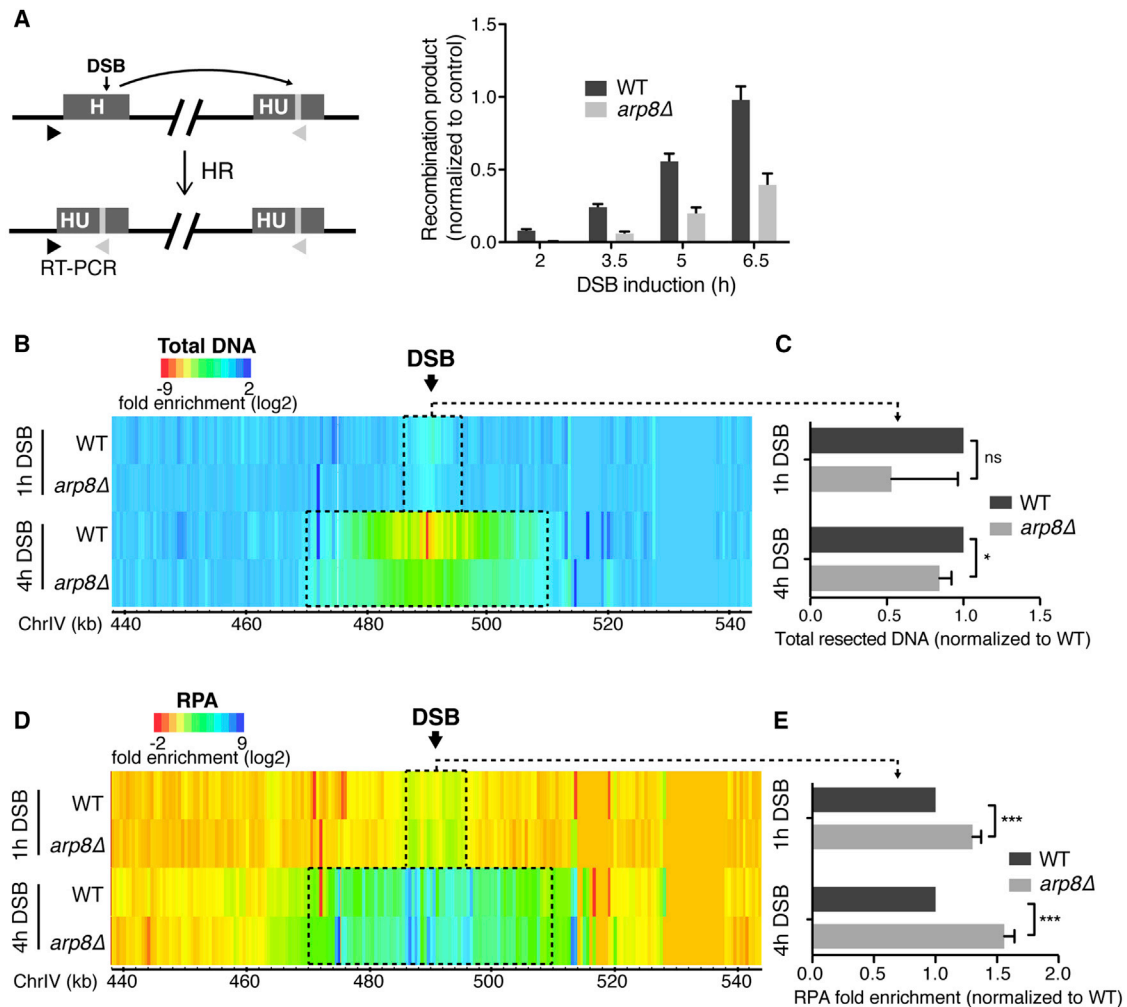 A
DSB
H
HU
HR
HU
HU
RT-PCR
Recombination product
(normalized to control)
1.5
1.0
0.5
0.0
WT
arp8Δ
2
3.5
5
6.5
DSB induction (h)
B
Total DNA
-9
2
fold enrichment (log2)
DSB
1h DSB
WT
arp8Δ
4h DSB
WT
arp8Δ
ChrIV (kb)
440
460
480
500
520
540
C
1h DSB
4h DSB
ns
*
WT
arp8Δ
0.0
0.5
1.0
1.5
Total resected DNA (normalized to WT)
D
RPA
-2
9
fold enrichment (log2)
DSB
1h DSB
WT
arp8Δ
4h DSB
WT
arp8Δ
ChrIV (kb)
440
460
480
500
520
540
E
1h DSB
4h DSB
***
***
WT
arp8Δ
0.0
0.5
1.0
1.5
2.0
RPA fold enrichment (normalized to WT)